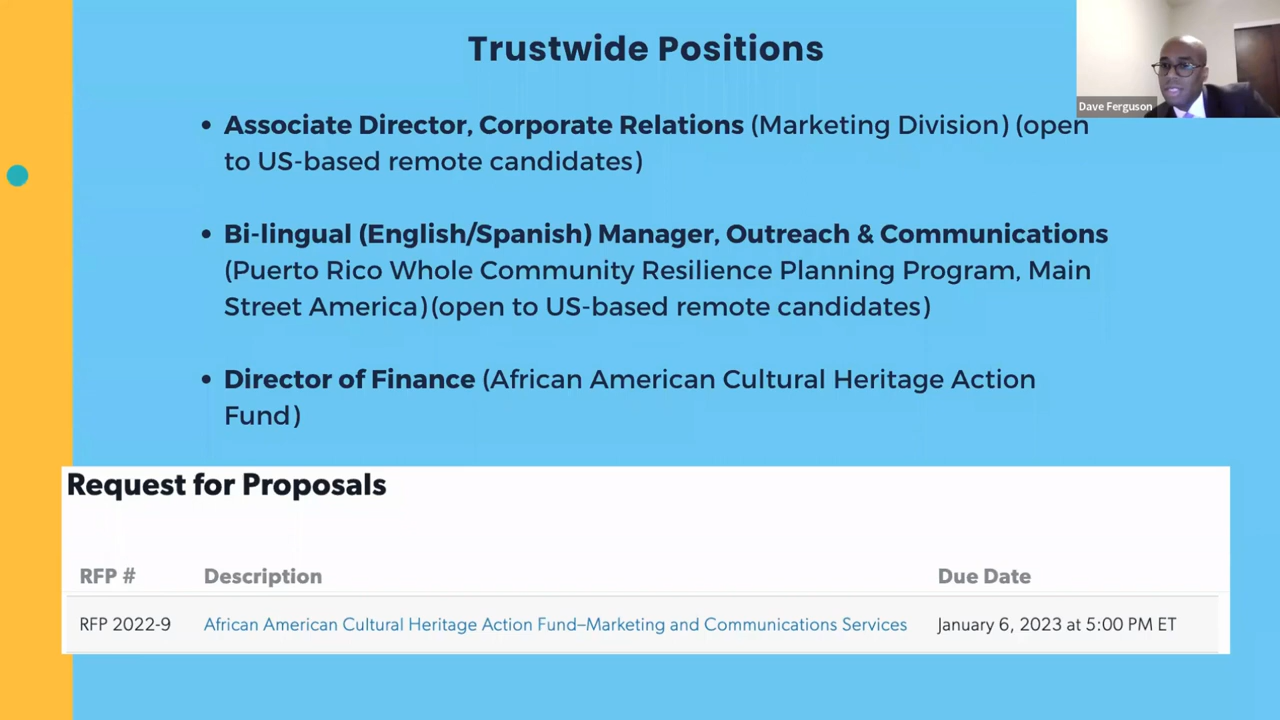 Trustwide Positions
Dave Ferguson
• Associate Director, Corporate Relations (Marketing Division) (open
to US-based remote candidates)
• Bi-lingual (English/Spanish) Manager, Outreach & Communications
(Puerto Rico Whole Community Resilience Planning Program, Main
Street America)(open to US-based remote candidates)
• Director of Finance (African American Cultural Heritage Action
Fund)
Request for Proposals
RFP # Description Due Date
RFP 2022-9 African American Cultural Heritage Action Fund–Marketing and Communications Services January 6, 2023 at 5:00 PM ET